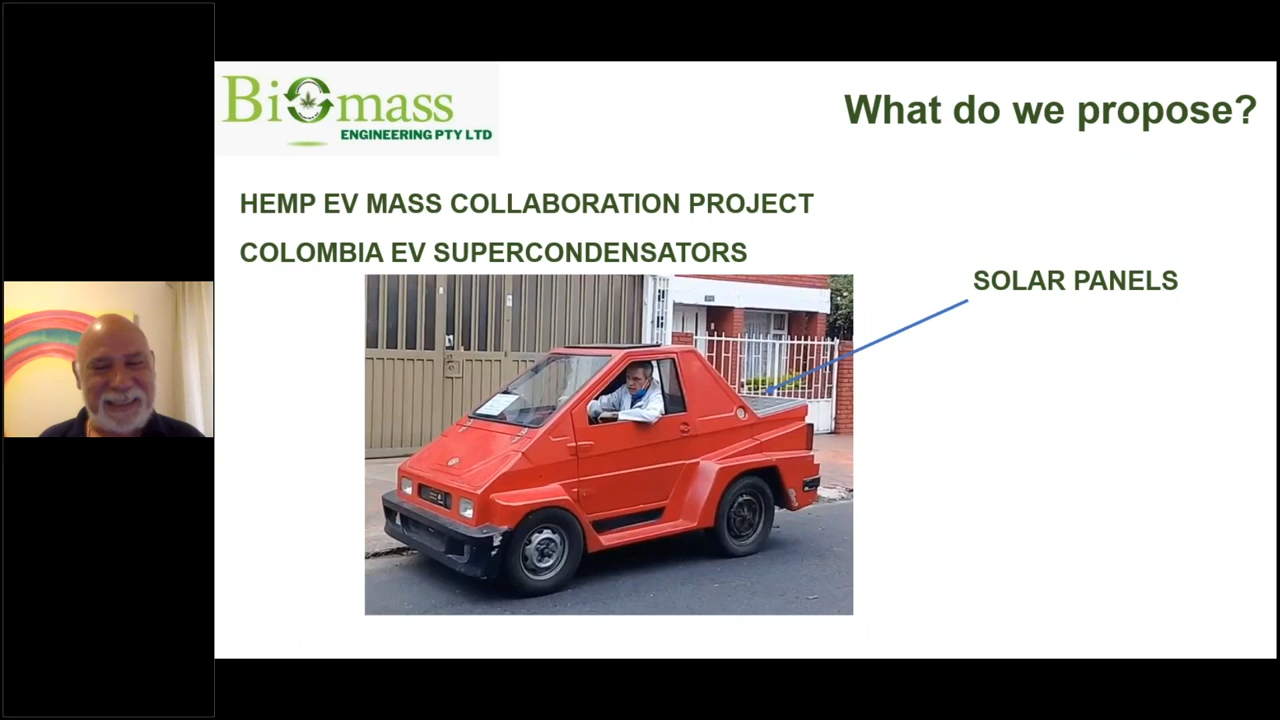 Biomass
ENGINEERING PTY LTD
What do we propose?
HEMP EV MASS COLLABORATION PROJECT
COLOMBIA EV SUPERCONDENSATORS
SOLAR PANELS